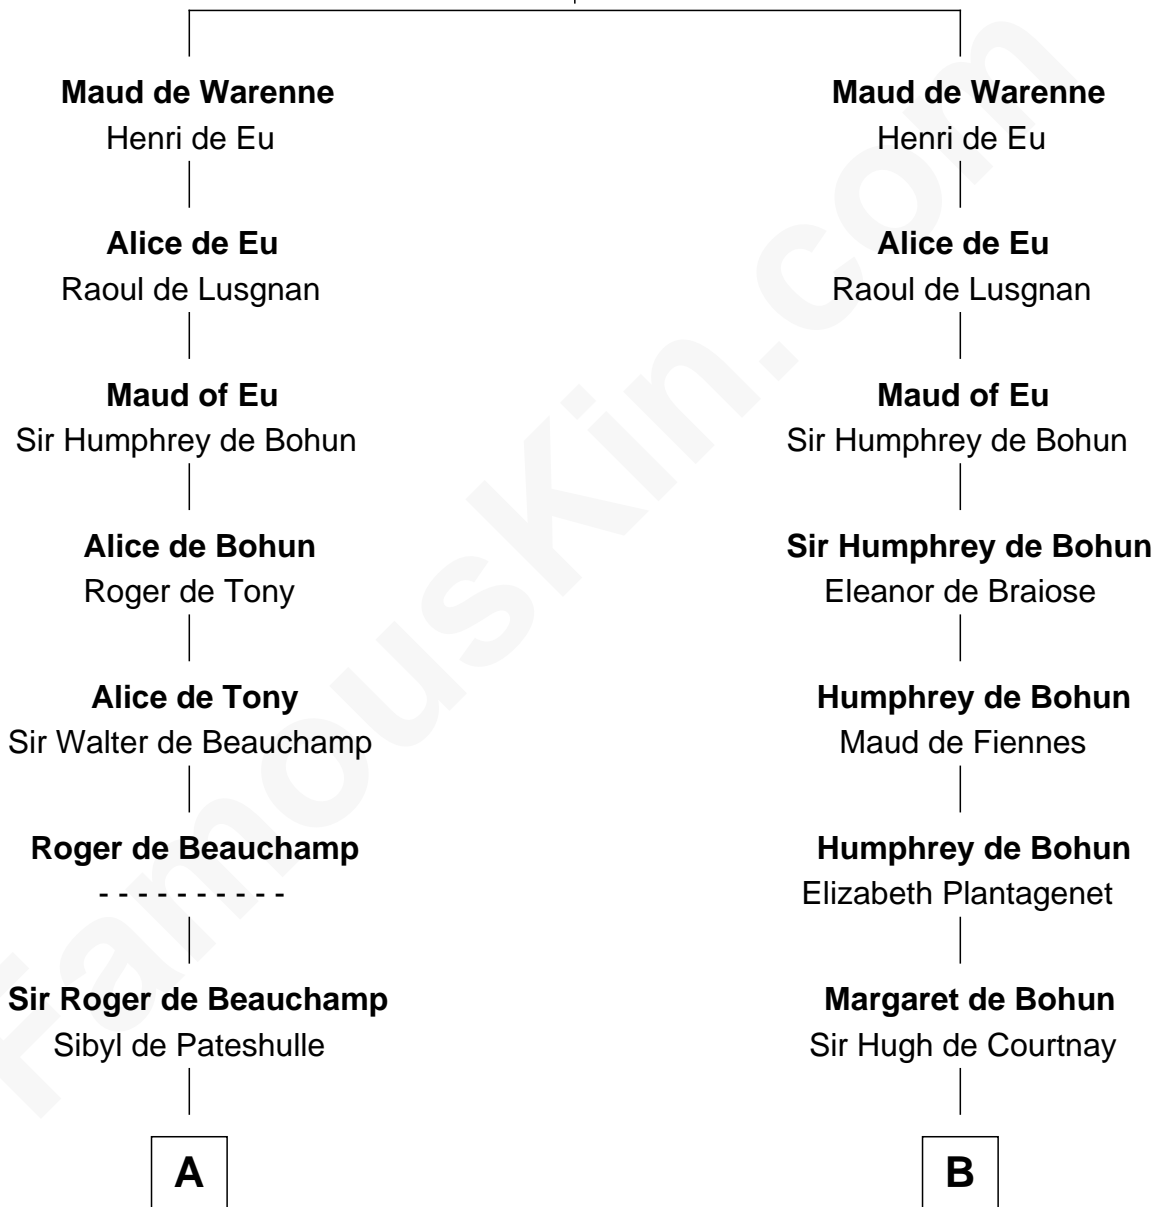 Maud de Warenne
Henri de Eu
Alice de Eu
Raoul de Lusgnan
Maud of Eu
Sir Humphrey de Bohun
Alice de Bohun
Roger de Tony
Alice de Tony
Sir Walter de Beauchamp
Roger de Beauchamp
- - - - - - - - - -
Sir Roger de Beauchamp
Sibyl de Pateshulle
A
Maud de Warenne
Henri de Eu
Alice de Eu
Raoul de Lusgnan
Maud of Eu
Sir Humphrey de Bohun
Sir Humphrey de Bohun
Eleanor de Braiose
Humphrey de Bohun
Maud de Fiennes
Humphrey de Bohun
Elizabeth Plantagenet
Margaret de Bohun
Sir Hugh de Courtnay
B
FamousKin.com